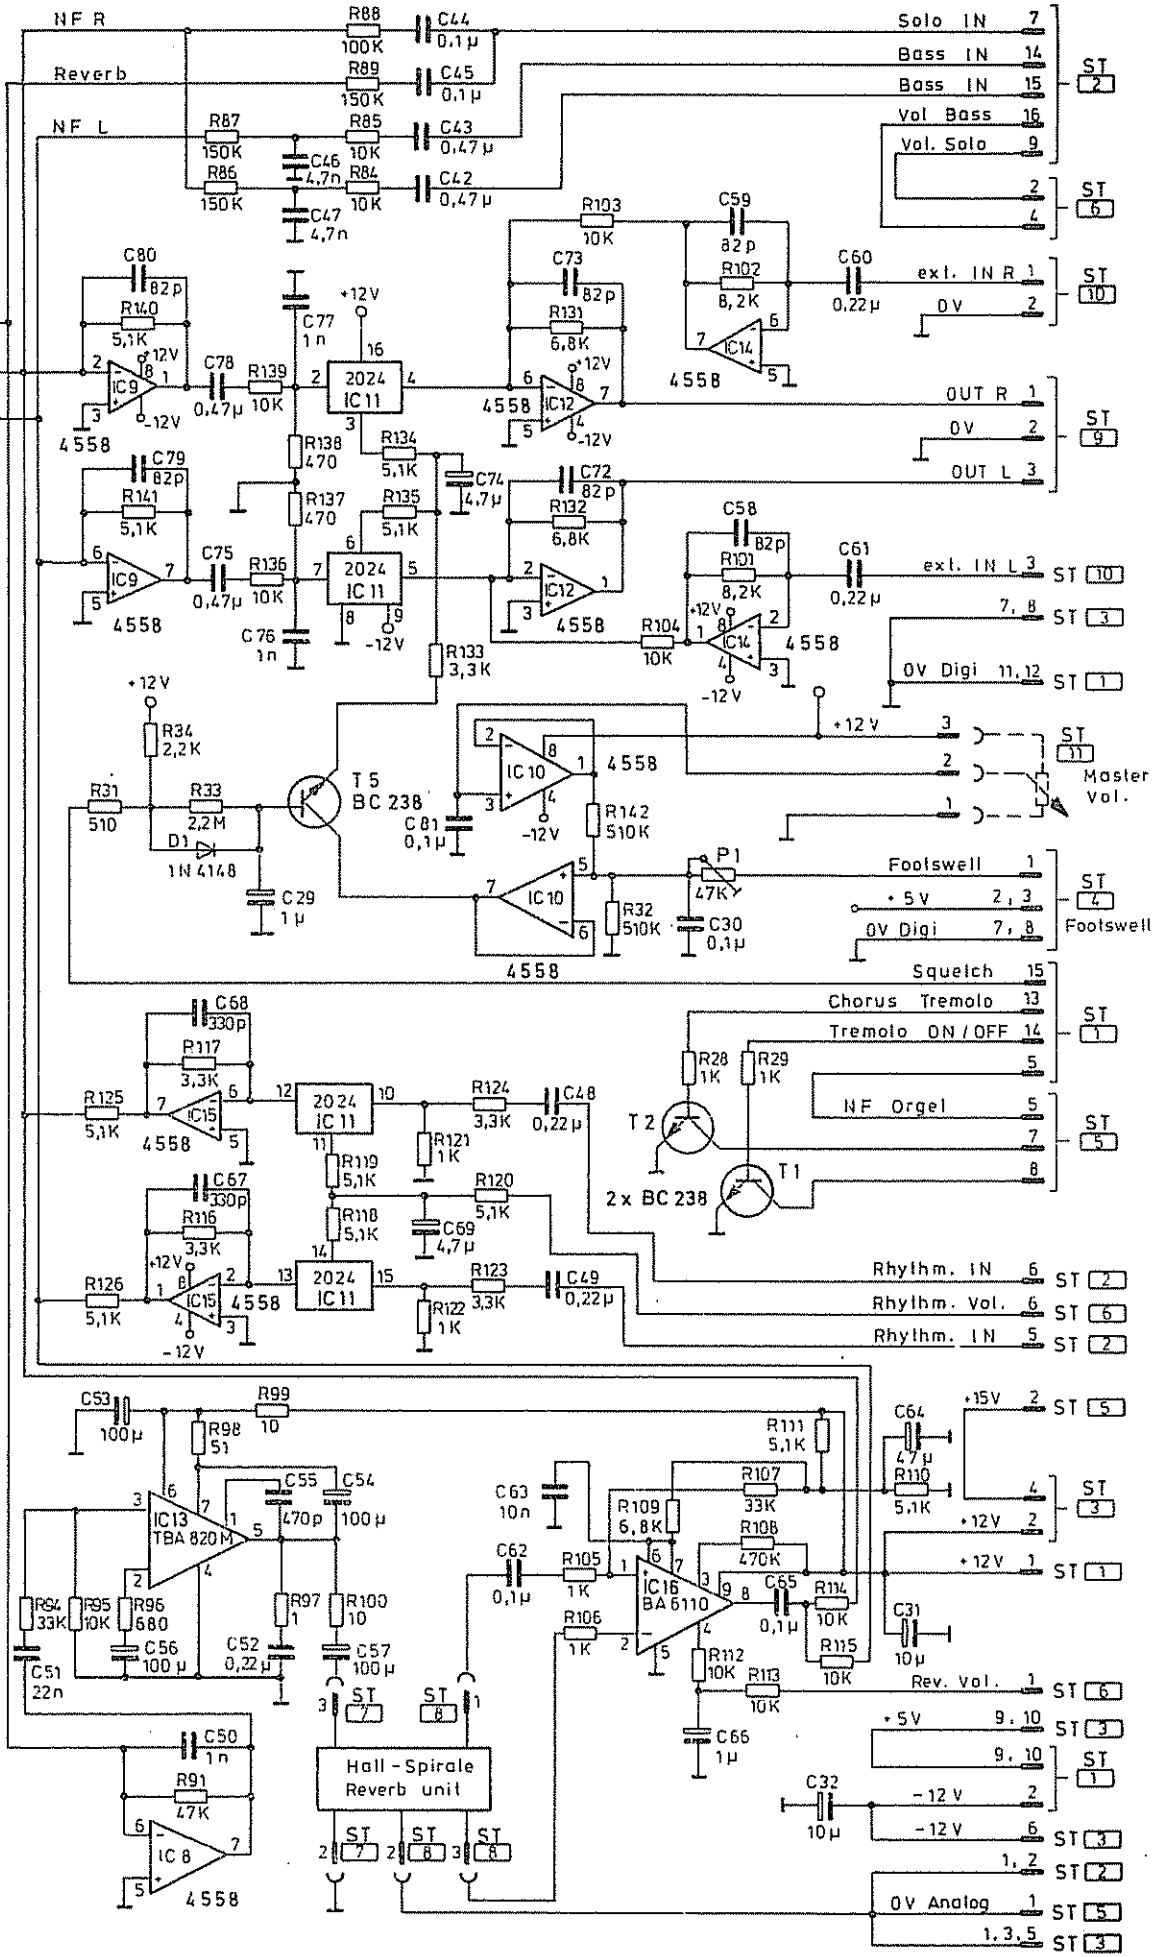 NF R
R88
100K
C44
0.1µ
Solo IN 7
Reverb
R89
150K
C45
0.1µ
Bass IN 14
Bass IN 15
ST
2
NF L
R87
150K
R85
10K
C43
0,47µ
Vol Bass 16
Vol. Solo 9
C46
4,7n
R86
150K
R84
10K
C42
0,47µ
2
4
ST
6
C47
4,7n
R103
10K
C59
82p
C80
82p
R140
5,1K
C77
1n
+12V
C73
82p
R102
8,2K
C60
0,22µ
ext. IN R 1
0V 2
ST
10
R131
6,8K
7
IC14
6
5
4558
2
+12V
8
IC9
1
3
-12V
4558
C78
0,47µ
R139
10K
16
2
2024
IC11
4
3
6
+12V
8
IC12
7
4558
5
4
-12V
OUT R 1
0V 2
OUT L 3
ST
9
R138
470
R134
5,1K
C74
4,7µ
C79
82p
R141
5,1K
R137
470
R135
5,1K
C72
82p
R132
6,8K
C58
82p
R101
8,2K
C61
0,22µ
ext. IN L 3 ST 10
6
IC9
7
5
4558
C75
0,47µ
R136
10K
6
7
2024
IC11
5
8
9
-12V
2
IC12
1
3
4558
R104
10K
+12V
1
8
IC14
2
4
3
-12V
4558
7, 8 ST 3
C76
1n
R133
3,3K
0V Digi 11, 12 ST 1
+12V
R34
2,2K
R31
510
R33
2,2M
D1
1N4148
T5
BC 238
C29
1µ
2
IC10
8
1
3
4
-12V
4558
C81
0,1µ
R142
510K
+12V 3
2
1
ST
11
Master
Vol.
P1
47K
Footswell 1
+5V 2, 3
0V Digi 7, 8
ST
4
Footswell
7
IC10
5
6
4558
R32
510K
C30
0,1µ
Squelch 15
Chorus Tremolo 13
Tremolo ON/OFF 14
5
ST
1
C68
330p
R117
3,3K
R125
5,1K
7
IC15
6
5
4558
12
2024
IC11
10
11
R124
3,3K
C48
0,22µ
R28
1K
R29
1K
NF Orgel 5
7
8
ST
5
T2
T1
2x BC 238
R121
1K
R119
5,1K
R120
5,1K
C67
330p
R116
3,3K
R118
5,1K
C69
4,7µ
+12V
R126
5,1K
1
8
IC15
2
4
3
-12V
4558
14
13
2024
IC11
15
R123
3,3K
C49
0,22µ
R122
1K
Rhythm. IN 6 ST 2
Rhythm. Vol. 6 ST 6
Rhythm. IN 5 ST 2
C53
100µ
R99
10
R98
51
R111
5,1K
C64
47µ
+15V 2 ST 5
C55
470p
C54
100µ
C63
10n
R109
6,8K
R107
33K
R110
5,1K
4
+12V 2
ST
3
3
6
7
1
IC13
TBA 820M
5
4
2
R108
470K
C62
0,1µ
R105
1K
1
6
7
3
9
IC16
BA6110
8
C65
0,1µ
R114
10K
+12V 1 ST 1
R94
33K
R95
10K
R96
680
R97
1
R100
10
R106
1K
2
5
4
R115
10K
C31
10µ
C51
22n
C56
100µ
C52
0,22µ
C57
100µ
R112
10K
R113
10K
3
ST
7
ST
8
1
Rev. Vol. 1 ST 6
C66
1µ
+5V 9, 10 ST 3
9, 10
C50
1n
R91
47K
Hall-Spirale
Reverb unit
C32
10µ
-12V 2
ST
1
-12V 6 ST 3
6
IC8
7
5
4558
2
ST
7
2
ST
8
3
ST
8
1, 2 ST 2
0V Analog 1 ST 5
1, 3, 5 ST 3